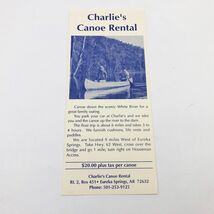 Charlie's
Canoe Rental
Canoe down the scenic White River for a
great family outing.
You park your car at Charlie's and we take
you and the canoe up to the dam.
The float trip is about 6 miles and takes 3 to
4 hours. We furnish cushions, life vests and
paddles.
We are located 9 miles West of Eureka
Springs. Take Hwy. 62 West, cross over the
bridge and go 1 mile, turn right on Houseman
Access.
$20.00 plus tax per canoe
Charlie's Canoe Rental
Rt. 2, Box 451 • Eureka Springs, AR 72632
Phone: 501-253-9125